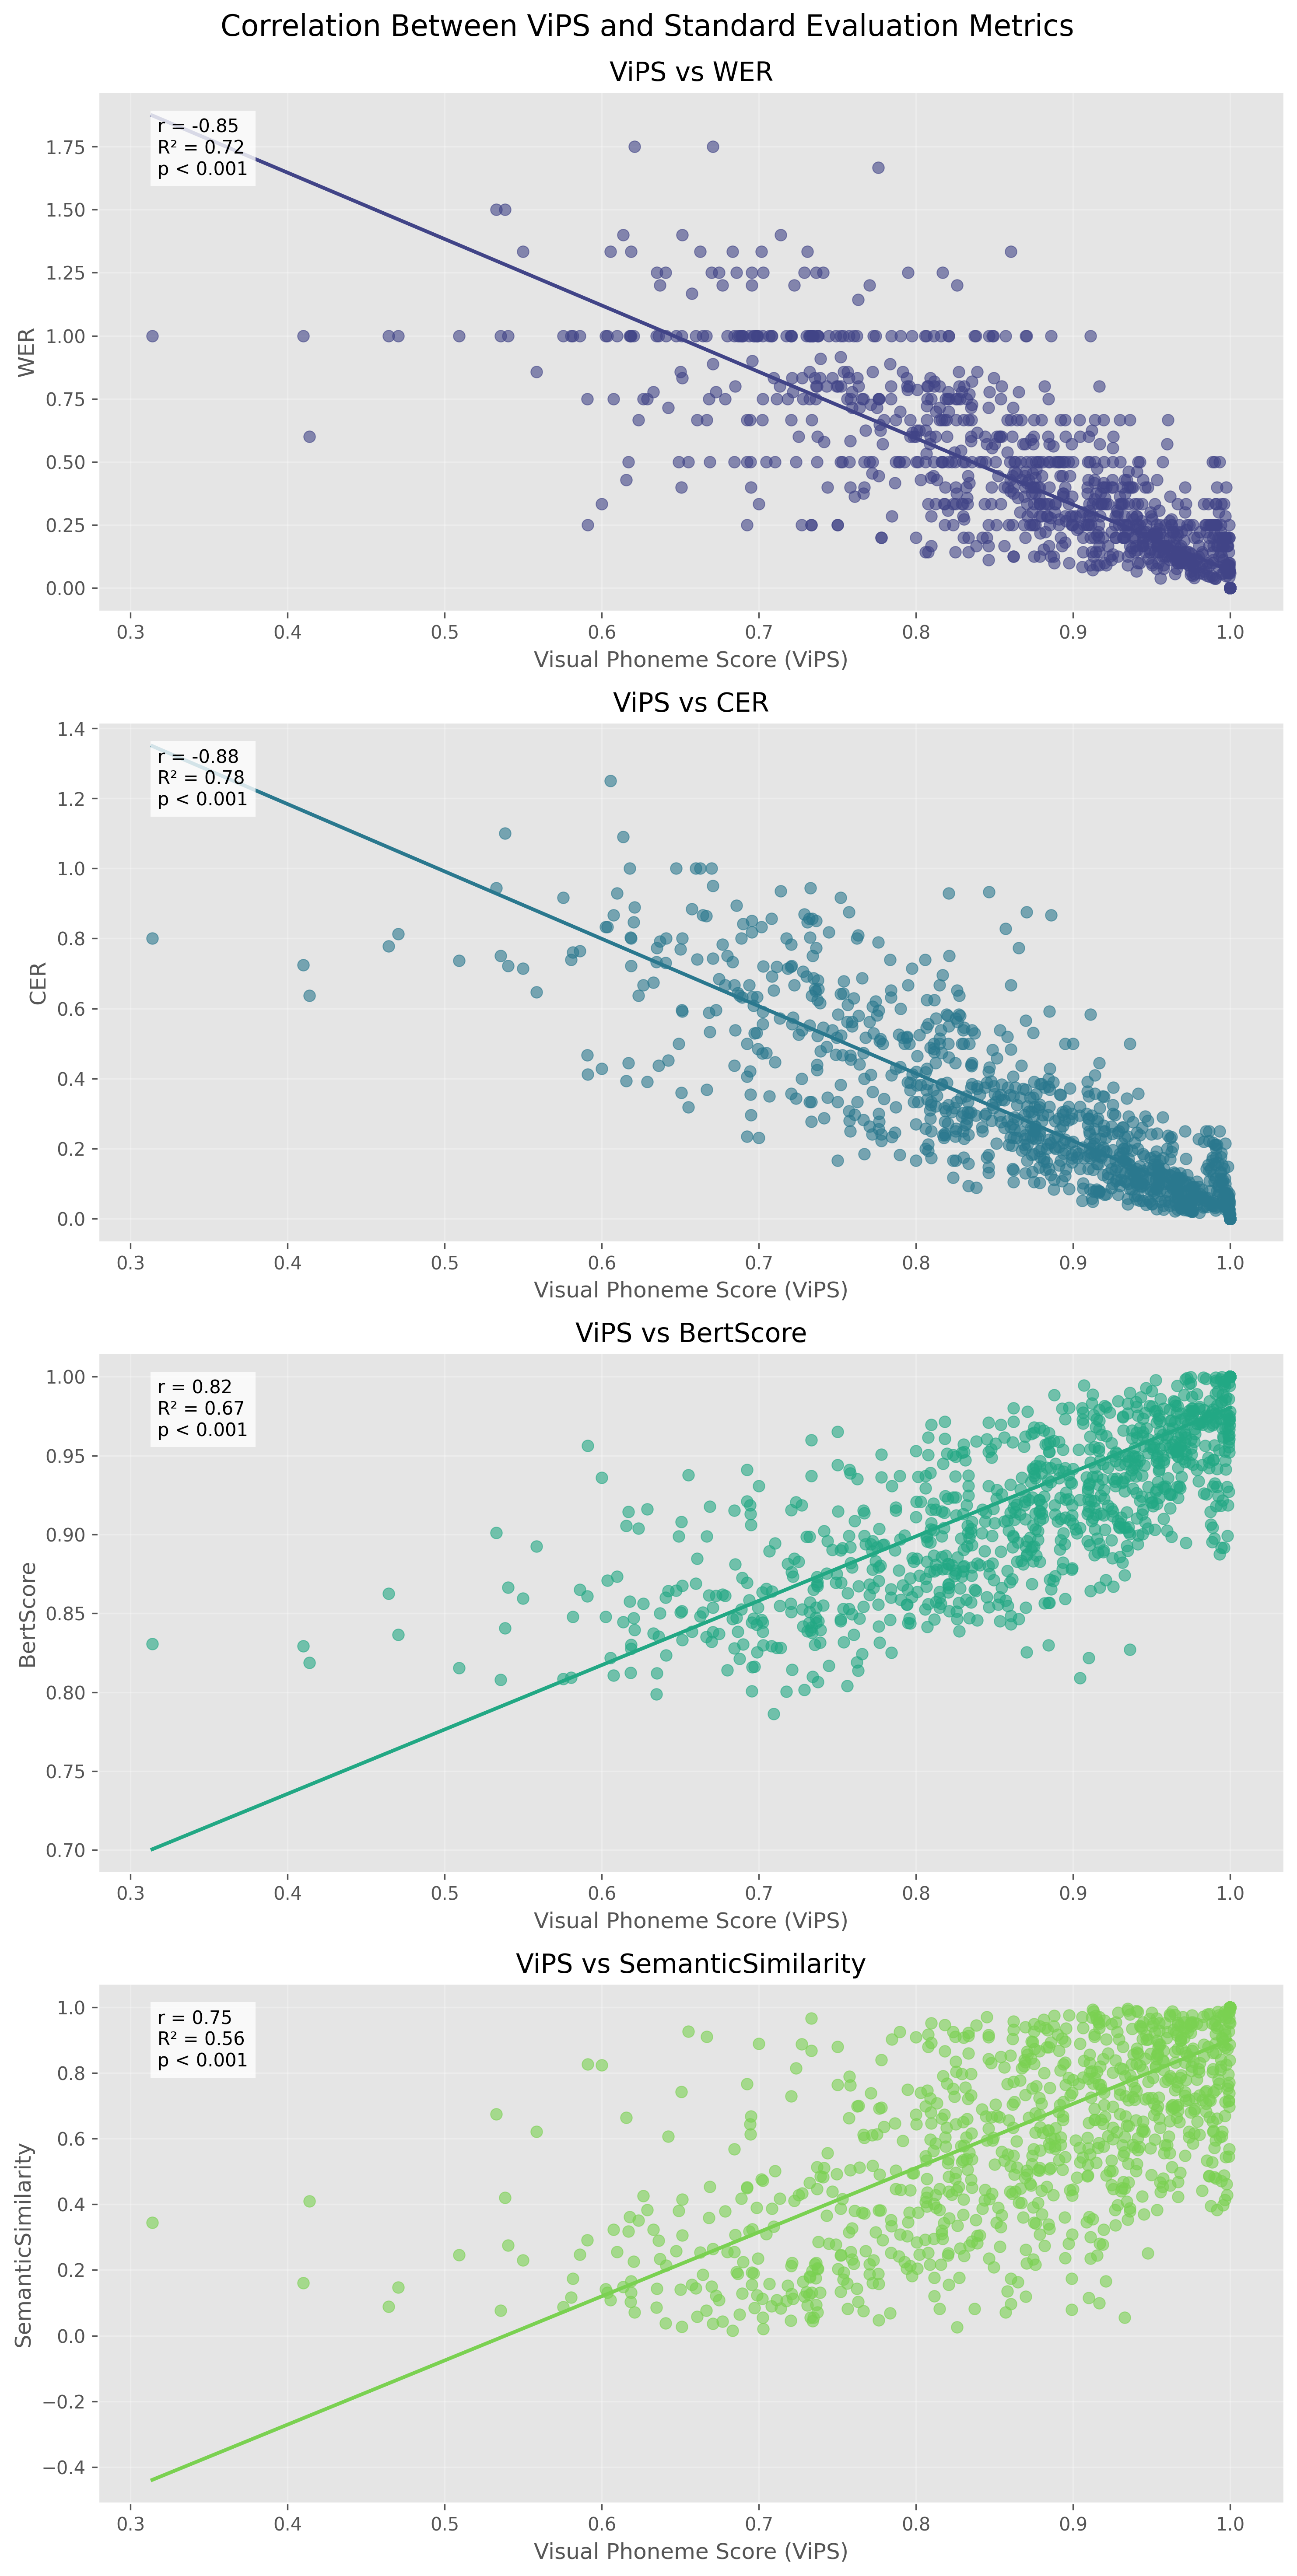 Correlation Between ViPS and Standard Evaluation Metrics
ViPS vs WER
r = -0.85
R² = 0.72
p < 0.001
1.75
1.50
1.25
1.00
0.75
0.50
0.25
0.00
WER
0.3 0.4 0.5 0.6 0.7 0.8 0.9 1.0
Visual Phoneme Score (ViPS)
ViPS vs CER
r = -0.88
R² = 0.78
p < 0.001
1.4
1.2
1.0
0.8
0.6
0.4
0.2
0.0
CER
0.3 0.4 0.5 0.6 0.7 0.8 0.9 1.0
Visual Phoneme Score (ViPS)
ViPS vs BertScore
r = 0.82
R² = 0.67
p < 0.001
1.00
0.95
0.90
0.85
0.80
0.75
0.70
BertScore
0.3 0.4 0.5 0.6 0.7 0.8 0.9 1.0
Visual Phoneme Score (ViPS)
ViPS vs SemanticSimilarity
r = 0.75
R² = 0.56
p < 0.001
1.0
0.8
0.6
0.4
0.2
0.0
−0.2
−0.4
SemanticSimilarity
0.3 0.4 0.5 0.6 0.7 0.8 0.9 1.0
Visual Phoneme Score (ViPS)